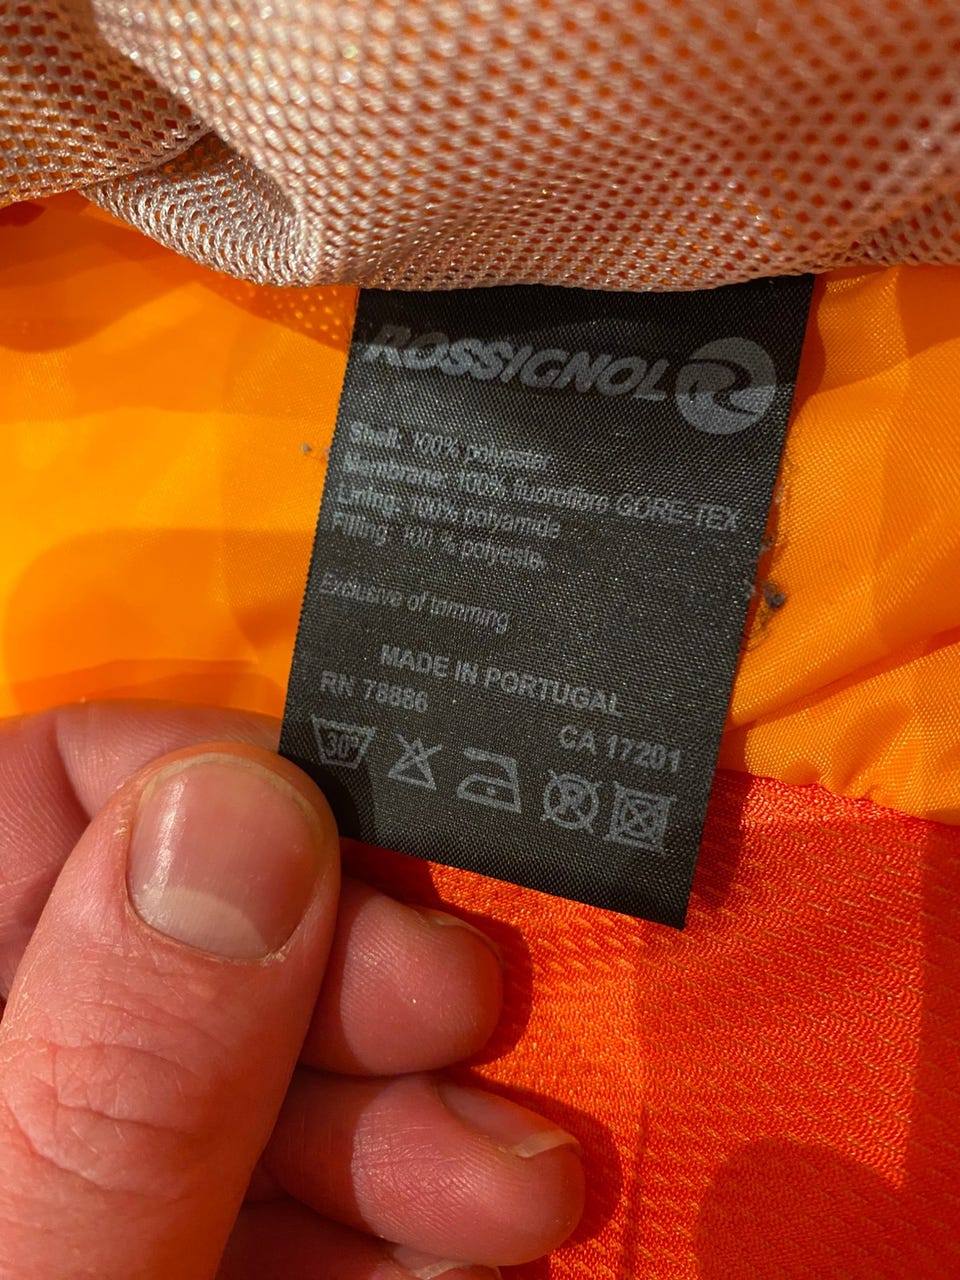 ROSSIGNOL R
Shell: 100% polyester
Membrane: 100% fluorofibre GORE-TEX
Lining: 100% polyamide
Filling: 100 % polyester
Exclusive of trimming
MADE IN PORTUGAL
RN 78886
CA 17201
30°